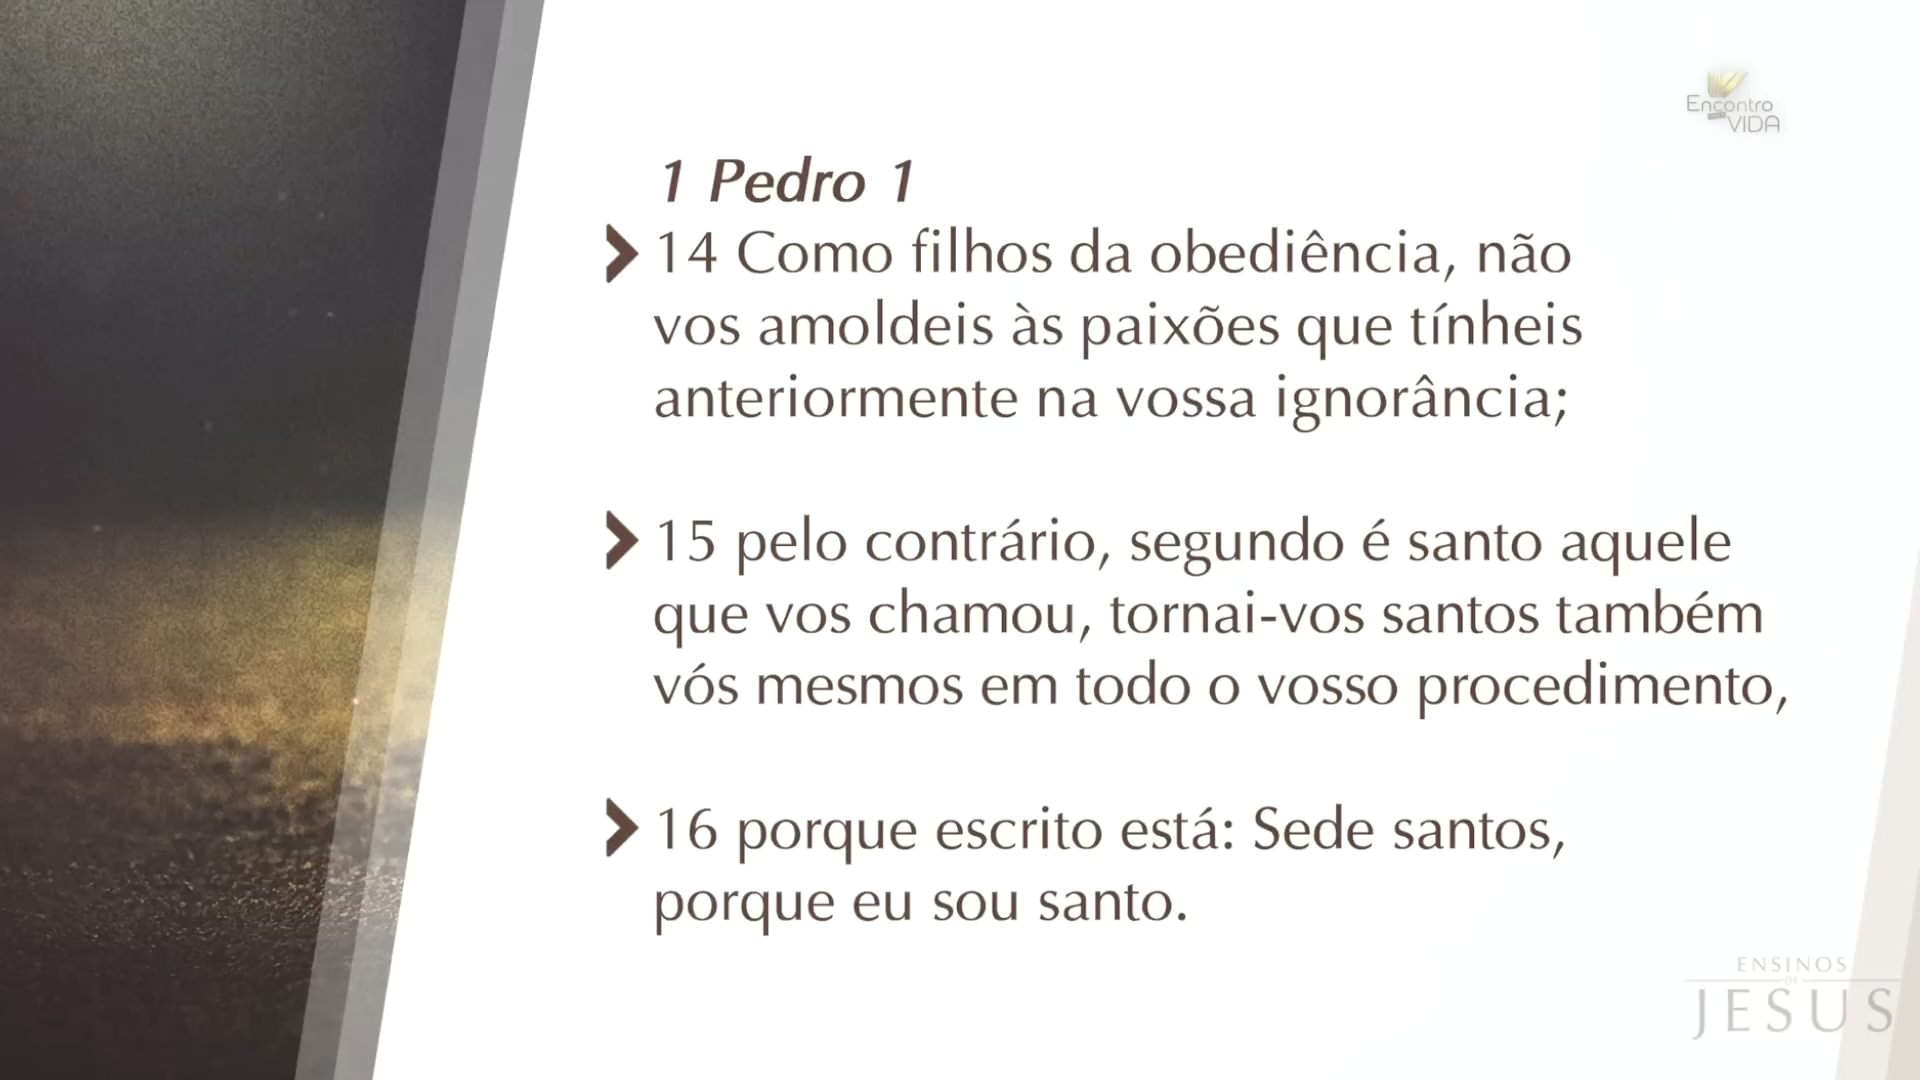 Encontro
VIDA
1 Pedro 1
14 Como filhos da obediência, não
vos amoldeis às paixões que tínheis
anteriormente na vossa ignorância;
15 pelo contrário, segundo é santo aquele
que vos chamou, tornai-vos santos também
vós mesmos em todo o vosso procedimento,
16 porque escrito está: Sede santos,
porque eu sou santo.
ENSINOS
DE
JESUS